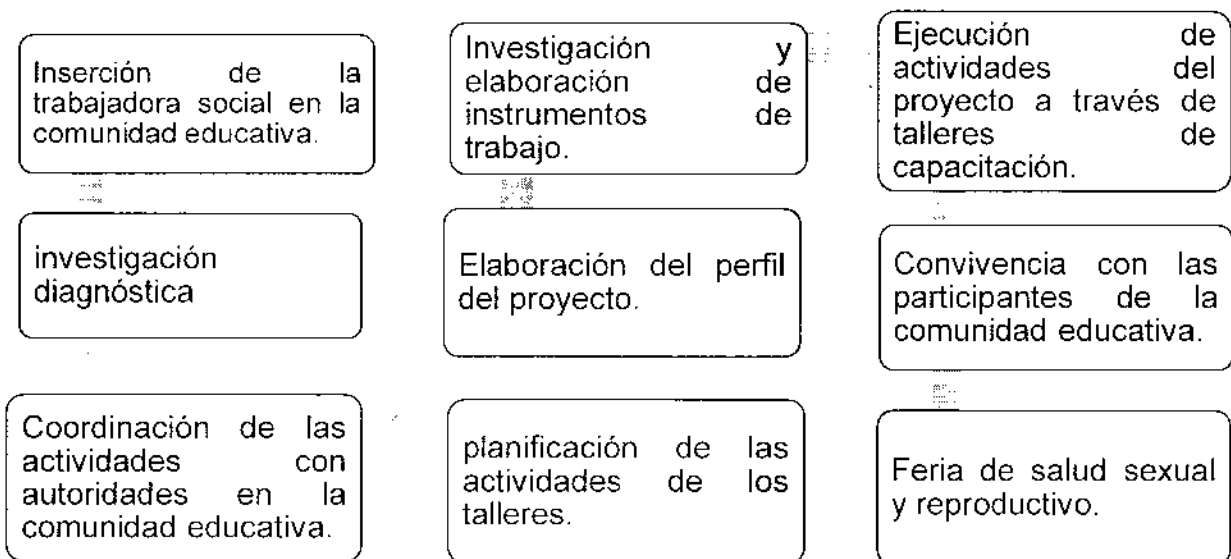 Inserción de la
trabajadora social en la
comunidad educativa.
investigación
diagnóstica
Coordinación de las
actividades con
autoridades en la
comunidad educativa.
Investigación y
elaboración de
instrumentos de
trabajo.
Elaboración del perfil
del proyecto.
planificación de las
actividades de los
talleres.
Ejecución de
actividades del
proyecto a través de
talleres de
capacitación.
Convivencia con las
participantes de la
comunidad educativa.
Feria de salud sexual
y reproductivo.